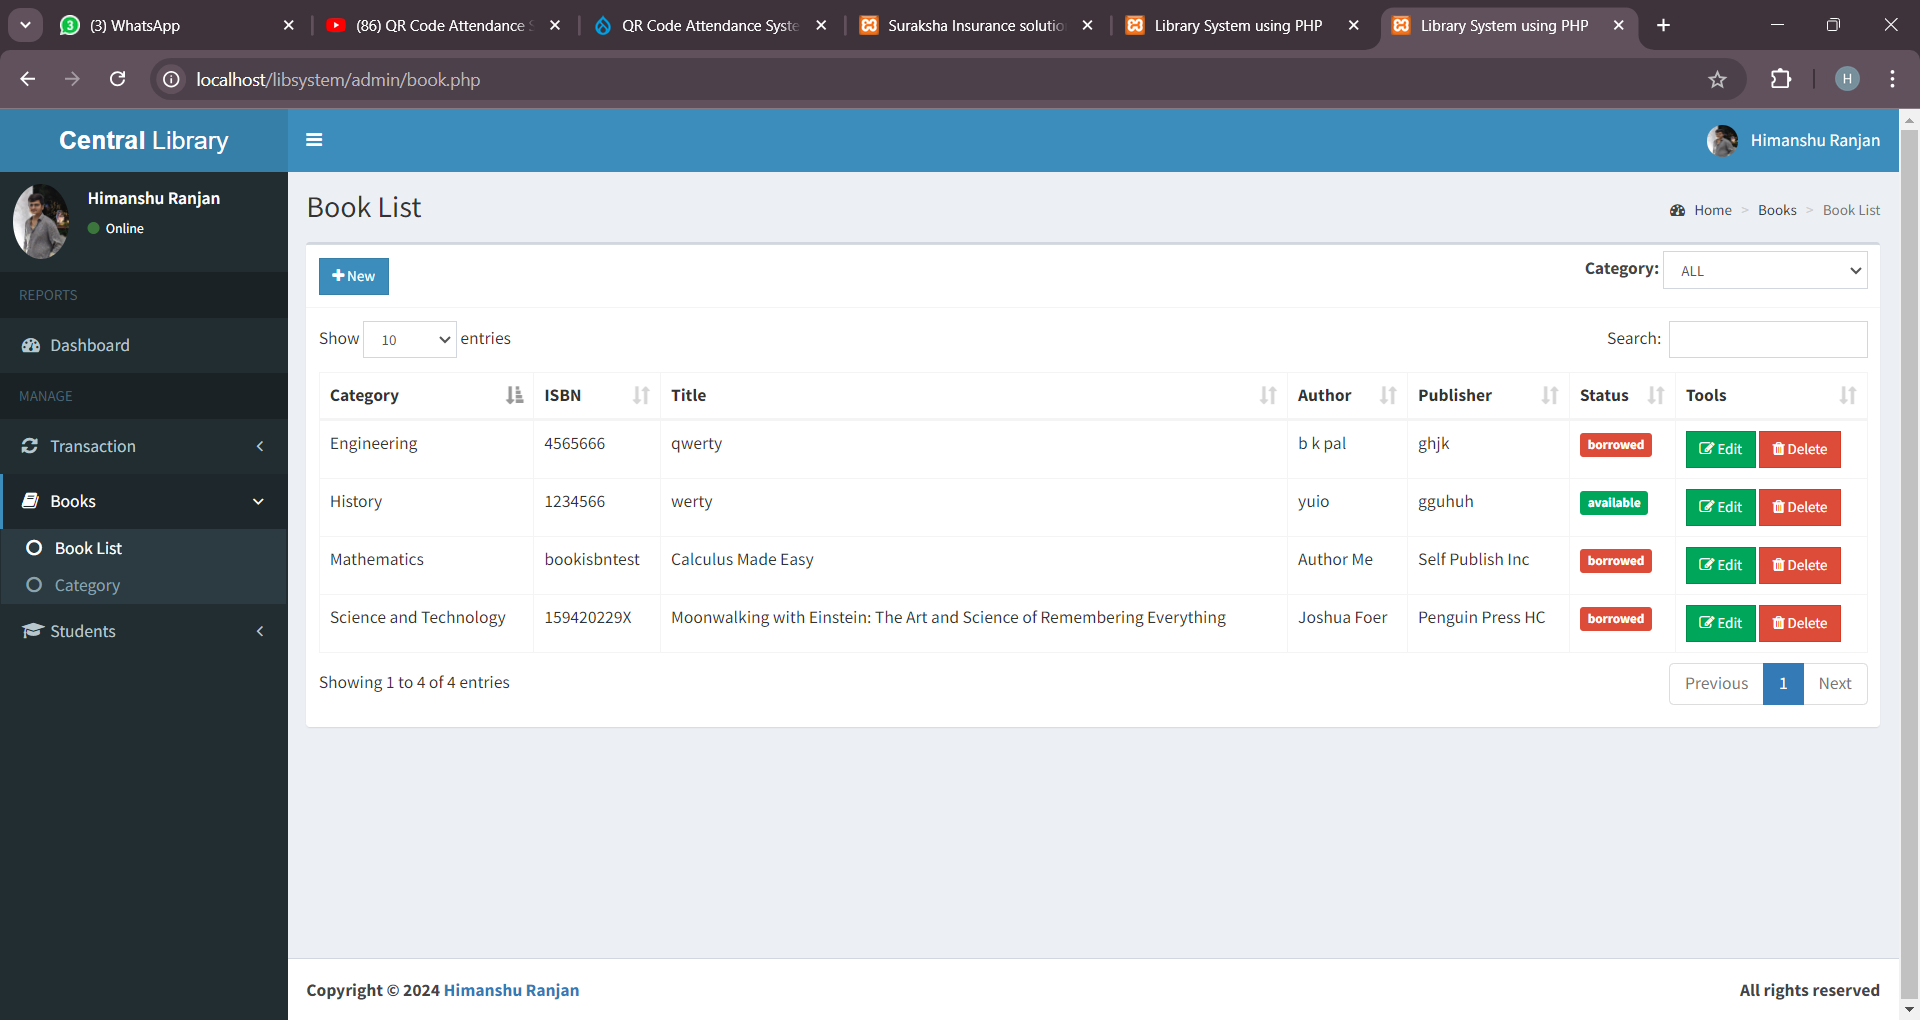 (3) WhatsApp
(86) QR Code Attendance S
QR Code Attendance Syste
Suraksha Insurance solutio
Library System using PHP
Library System using PHP
localhost/libsystem/admin/book.php
H
Central Library
Himanshu Ranjan
Himanshu Ranjan
Online
REPORTS
Dashboard
MANAGE
Transaction
Books
Book List
Category
Students
Book List
Home > Books > Book List
New
Category: ALL
Show 10 entries
Search:
Category ISBN Title Author Publisher Status Tools
Engineering 4565666 qwerty b k pal ghjk borrowed Edit Delete
History 1234566 werty yuio gguhuh available Edit Delete
Mathematics bookisbntest Calculus Made Easy Author Me Self Publish Inc borrowed Edit Delete
Science and Technology 159420229X Moonwalking with Einstein: The Art and Science of Remembering Everything Joshua Foer Penguin Press HC borrowed Edit Delete
Showing 1 to 4 of 4 entries
Previous 1 Next
Copyright © 2024 Himanshu Ranjan
All rights reserved